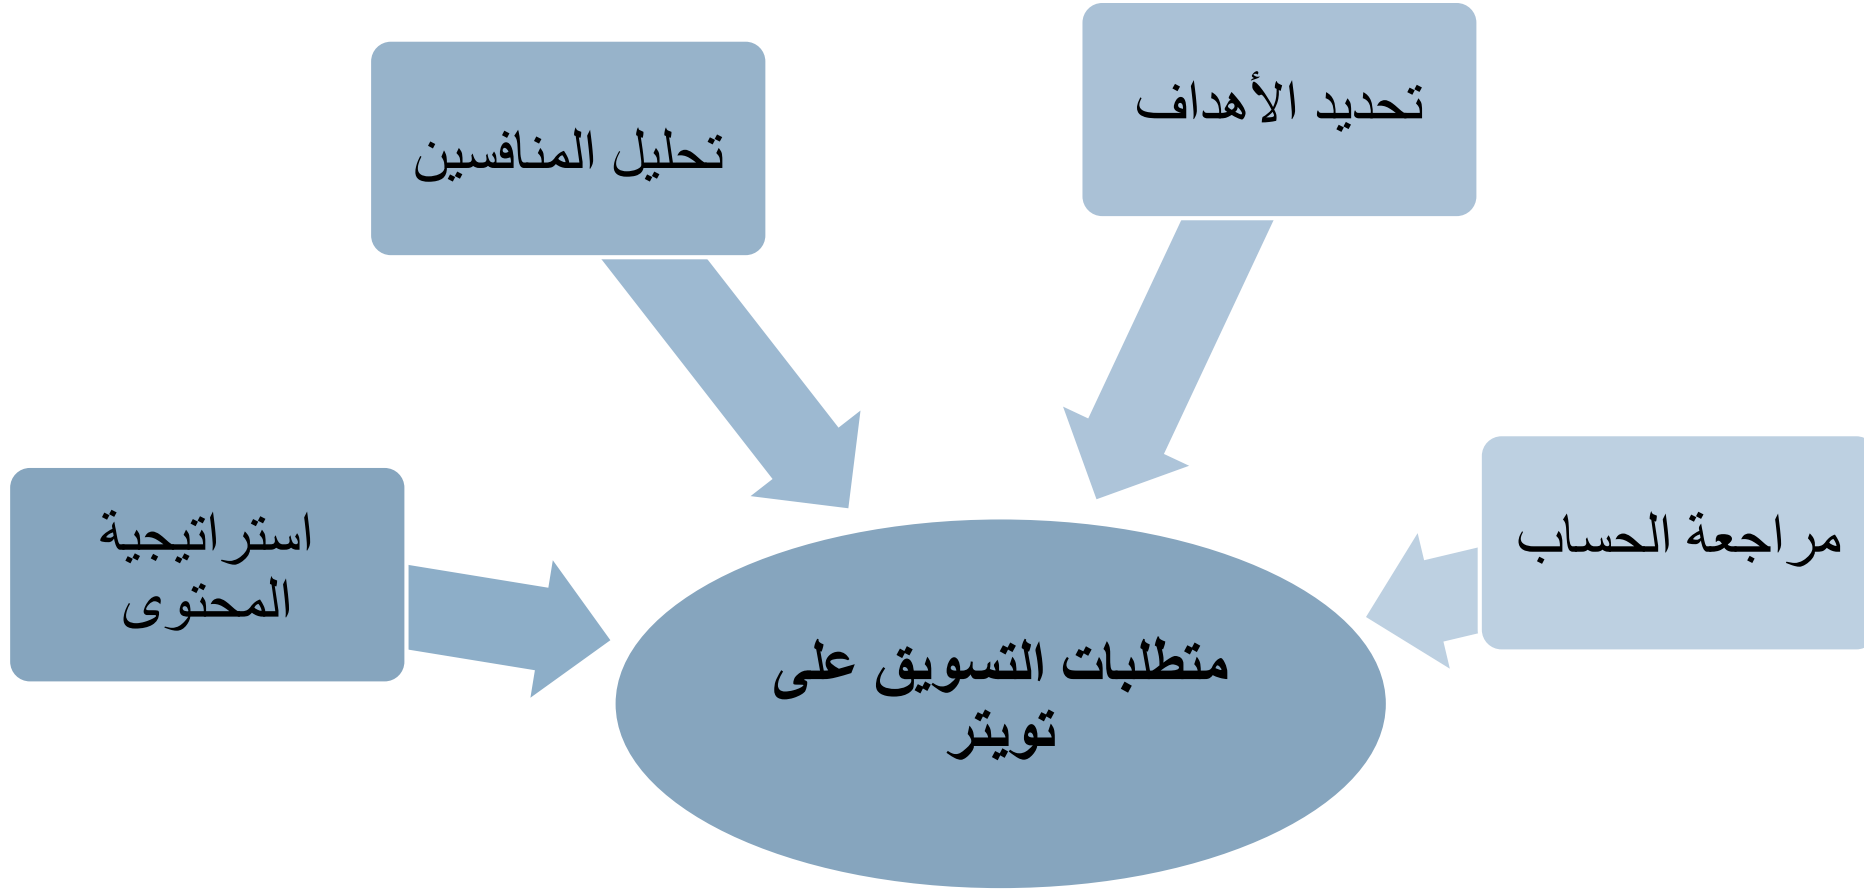 تحديد الأهداف
تحليل المنافسين
مراجعة الحساب
استراتيجية
المحتوى
متطلبات التسويق على
تويتر